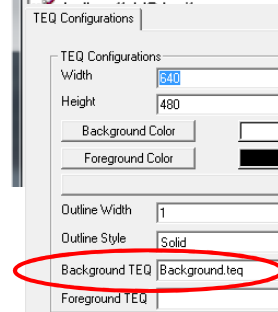 TEQ Configurations
TEQ Configurations
Width 640
Height 480
Background Color
Foreground Color
Outline Width 1
Outline Style Solid
Background TEQ Background.teq
Foreground TEQ